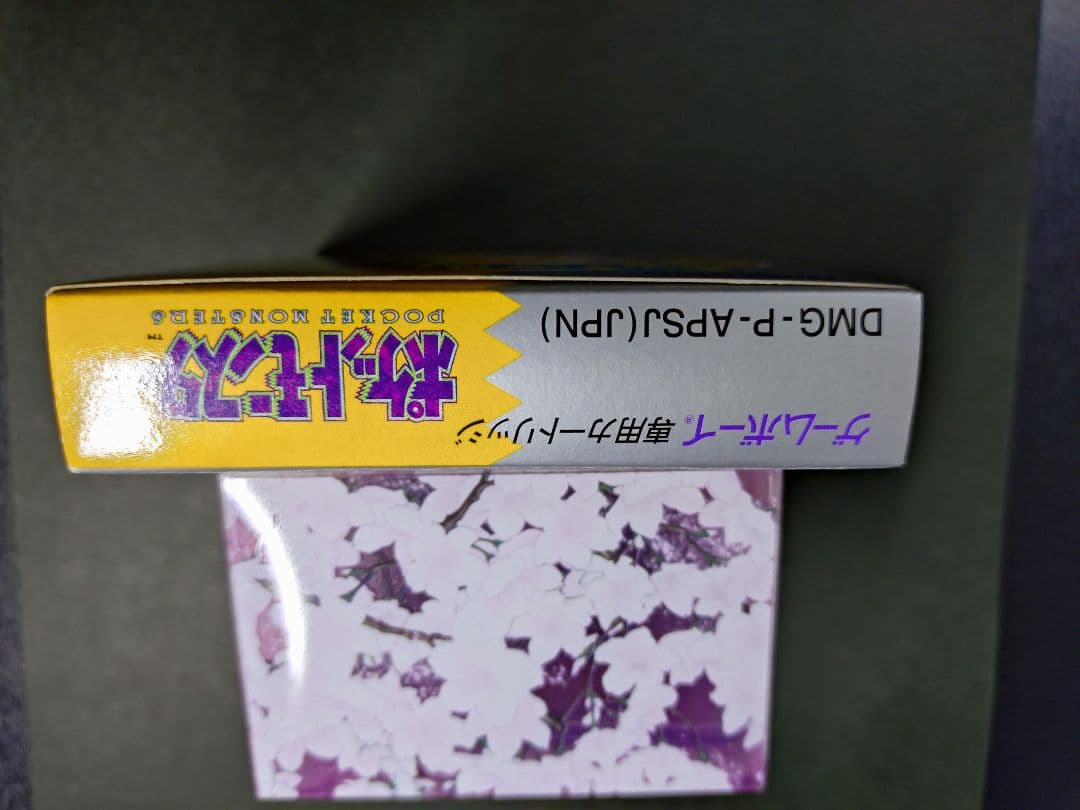 ゲームボーイ® 専用カートリッジ
DMG-P-APSJ(JPN)
ポケットモンスター
TM
POCKET MONSTERS